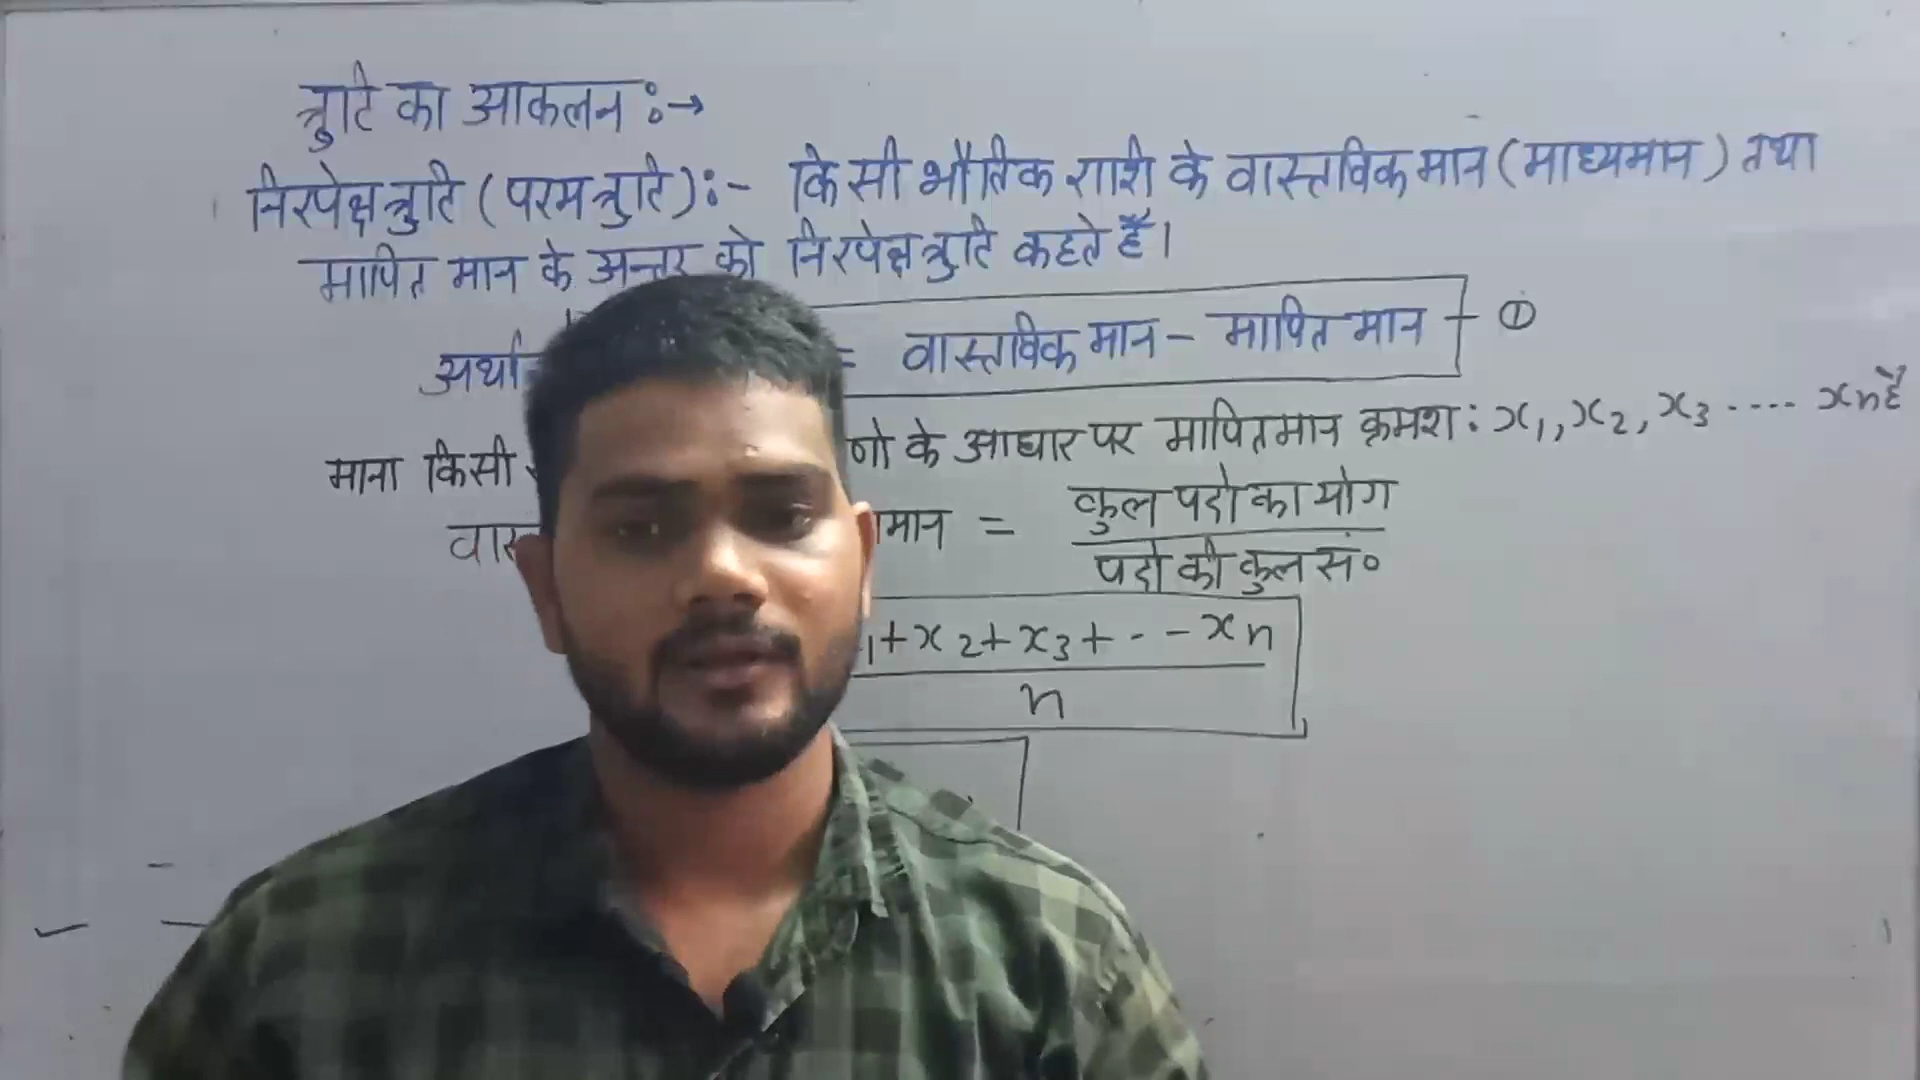 त्रुटि का आकलन :→
निरपेक्ष त्रुटि (परम त्रुटि) :- किसी भौतिक राशि के वास्तविक मान (माध्यमान) तथा
मापित मान के अन्तर को निरपेक्ष त्रुटि कहते हैं।
= वास्तविक मान - मापित मान - ①
माना किसी के आधार पर मापित मान क्रमश: x₁, x₂, x₃ .... xn है
मान = कुल पदो का योग
पदो की कुल सं०
+ x₂ + x₃ + - - xn
n